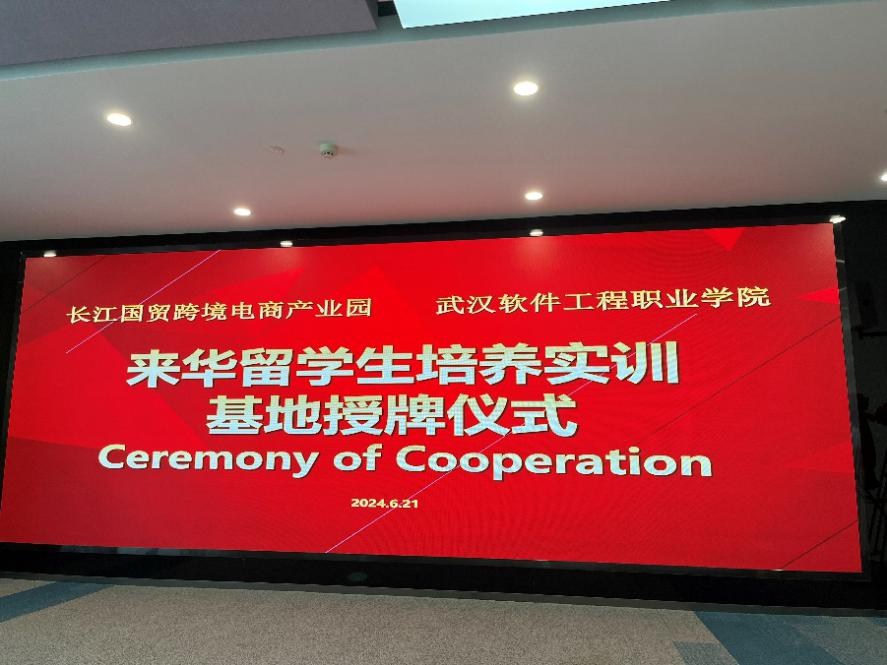 长江国贸跨境电商产业园 武汉软件工程职业学院
来华留学生培养实训
基地授牌仪式
Ceremony of Cooperation
2024.6.21